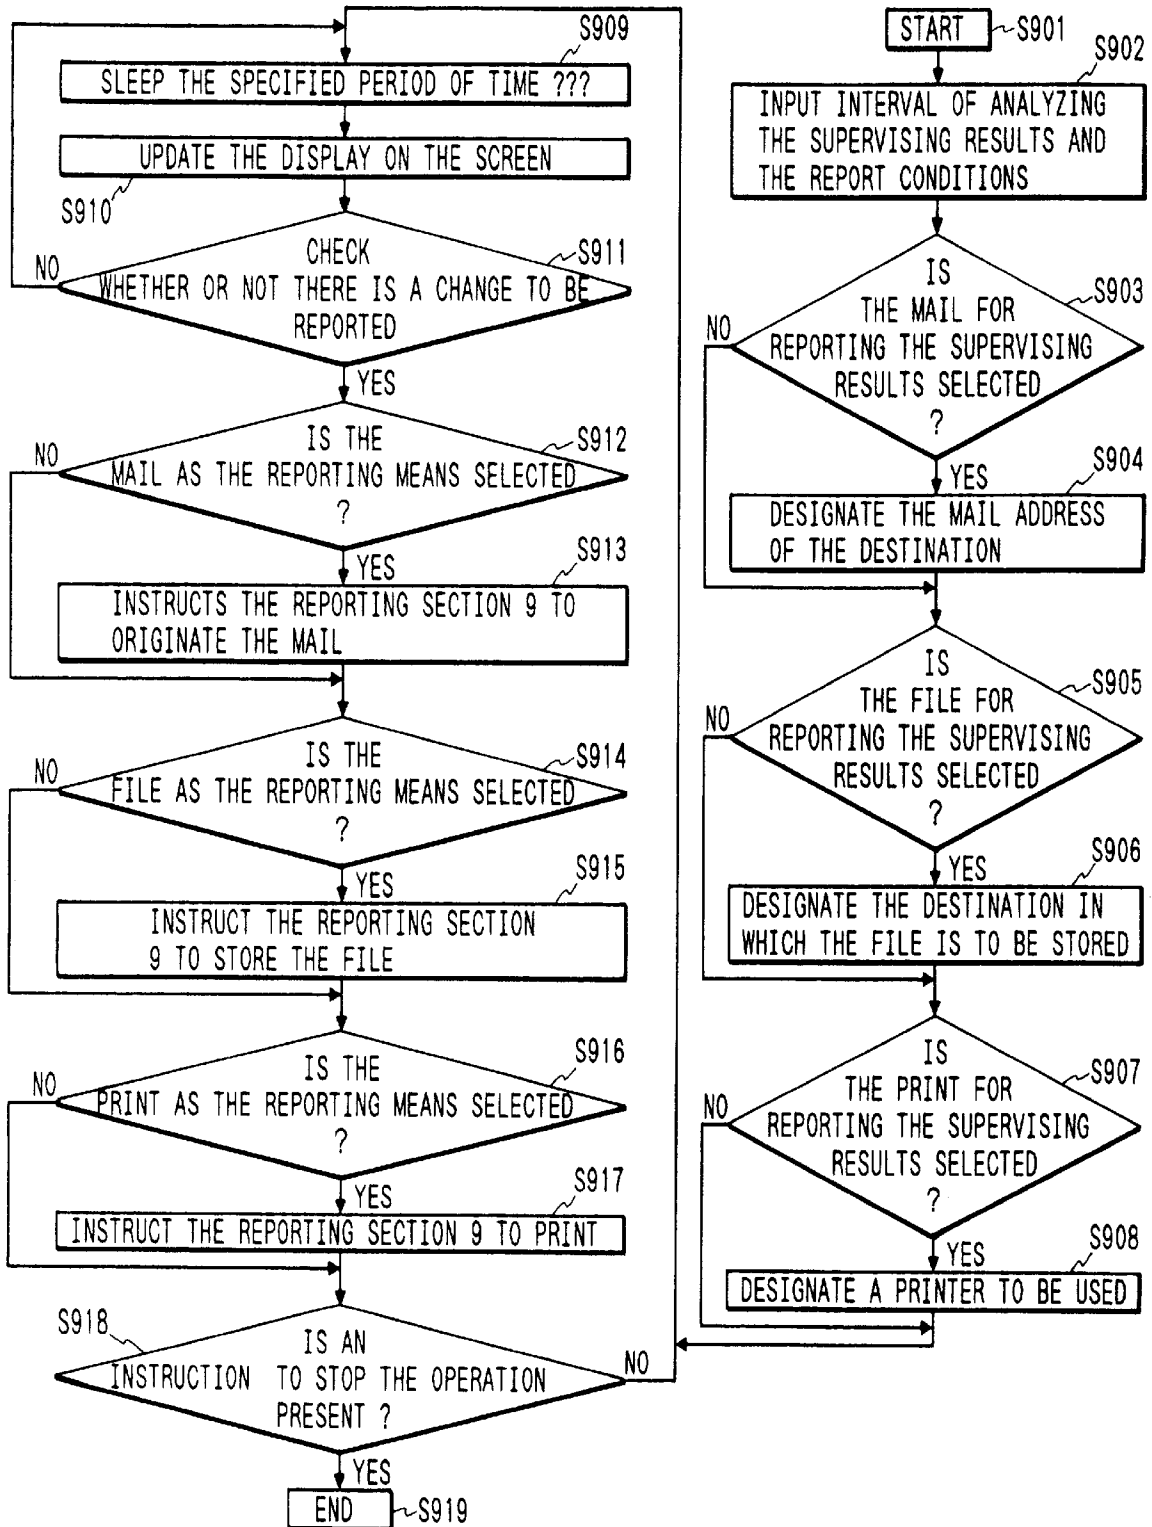 START
S901
S902
INPUT INTERVAL OF ANALYZING
THE SUPERVISING RESULTS AND
THE REPORT CONDITIONS
IS
THE MAIL FOR
REPORTING THE SUPERVISING
RESULTS SELECTED
?
S903
NO
YES
S904
DESIGNATE THE MAIL ADDRESS
OF THE DESTINATION
IS
THE FILE FOR
REPORTING THE SUPERVISING
RESULTS SELECTED
?
S905
NO
YES
S906
DESIGNATE THE DESTINATION IN
WHICH THE FILE IS TO BE STORED
IS
THE PRINT FOR
REPORTING THE SUPERVISING
RESULTS SELECTED
?
S907
NO
YES
S908
DESIGNATE A PRINTER TO BE USED
S909
SLEEP THE SPECIFIED PERIOD OF TIME ???
UPDATE THE DISPLAY ON THE SCREEN
S910
CHECK
WHETHER OR NOT THERE IS A CHANGE TO BE
REPORTED
S911
NO
YES
IS THE
MAIL AS THE REPORTING MEANS SELECTED
?
S912
NO
YES
S913
INSTRUCTS THE REPORTING SECTION 9 TO
ORIGINATE THE MAIL
IS THE
FILE AS THE REPORTING MEANS SELECTED
?
S914
NO
YES
S915
INSTRUCT THE REPORTING SECTION
9 TO STORE THE FILE
IS THE
PRINT AS THE REPORTING MEANS SELECTED
?
S916
NO
YES
S917
INSTRUCT THE REPORTING SECTION 9 TO PRINT
S918
IS AN
INSTRUCTION TO STOP THE OPERATION
PRESENT ?
NO
YES
END
S919